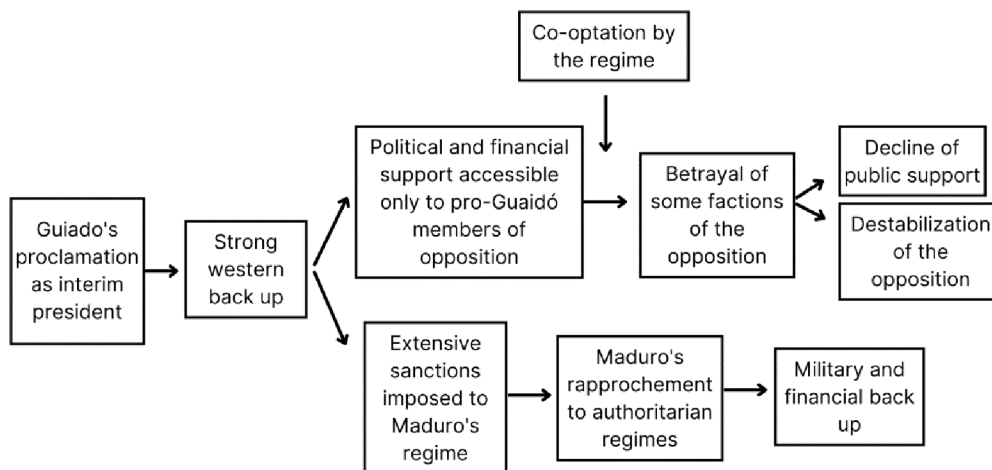 Co-optation by
the regime
Political and financial
support accessible
only to pro-Guaidó
members of
opposition
Betrayal of
some factions
of the
opposition
Decline of
public support
Destabilization
of the
opposition
Guiado's
proclamation
as interim
president
Strong
western
back up
Extensive
sanctions
imposed to
Maduro's
regime
Maduro's
rapprochement
to authoritarian
regimes
Military and
financial back
up